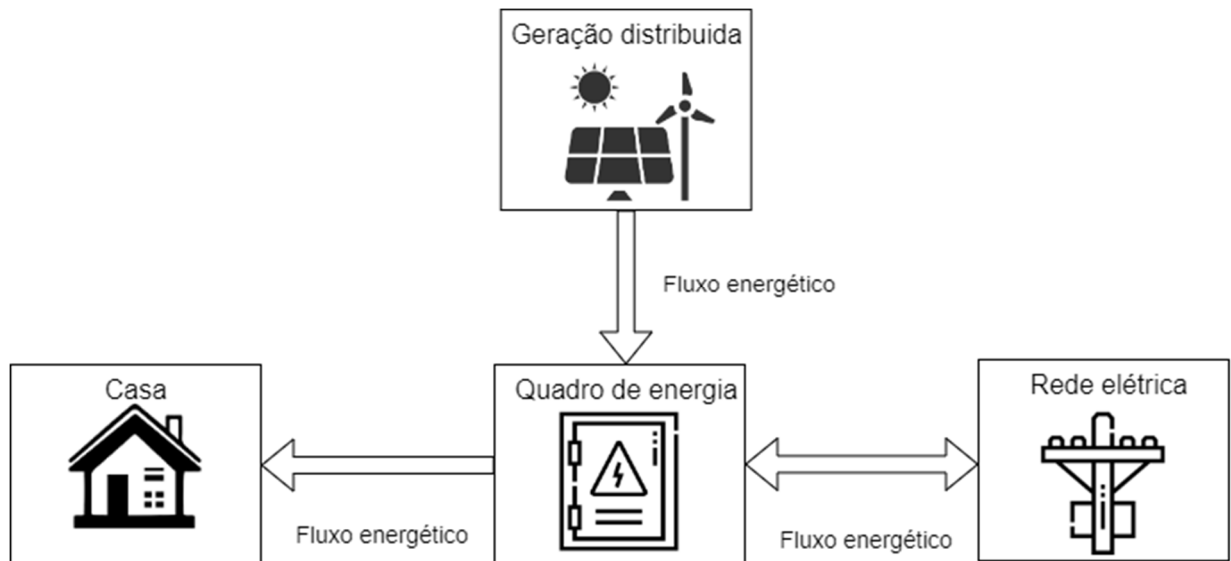 Geração distribuida
Fluxo energético
Casa
Quadro de energia
Rede elétrica
Fluxo energético
Fluxo energético